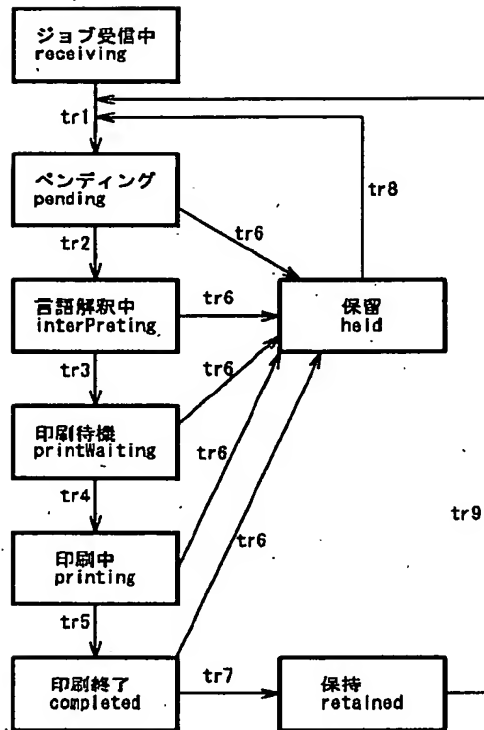 ジョブ受信中
receiving
tr1
ペンディング
pending
tr8
tr2
tr6
言語解釈中
interPreting
tr6
保留
held
tr3
tr6
印刷待機
printWaiting
tr6
tr4
tr9
tr6
印刷中
printing
tr5
印刷終了
completed
tr7
保持
retained